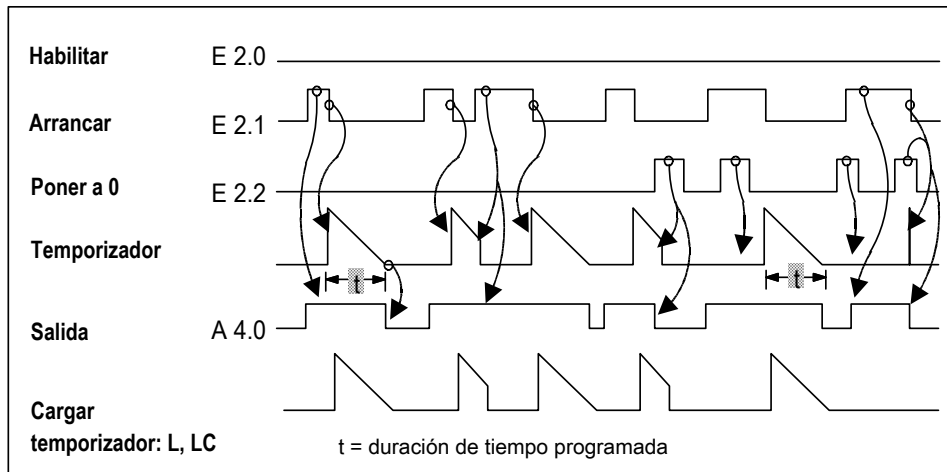 Habilitar E 2.0
Arrancar E 2.1
Poner a 0 E 2.2
Temporizador
t t
Salida A 4.0
Cargar
temporizador: L, LC t = duración de tiempo programada